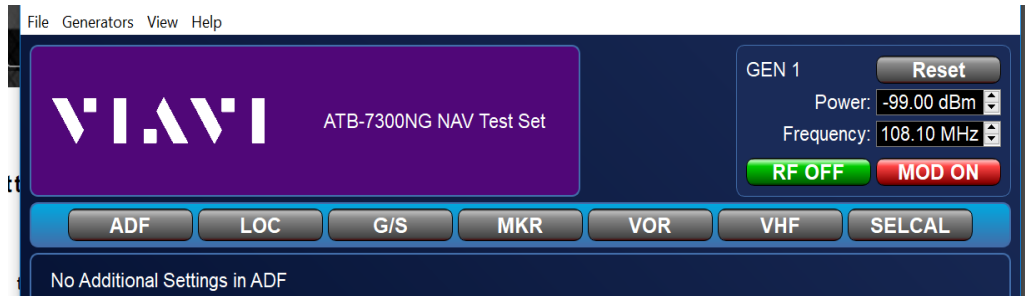 File Generators View Help
VIAVI
ATB-7300NG NAV Test Set
GEN 1 Reset
Power: -99.00 dBm
Frequency: 108.10 MHz
RF OFF MOD ON
ADF LOC G/S MKR VOR VHF SELCAL
No Additional Settings in ADF